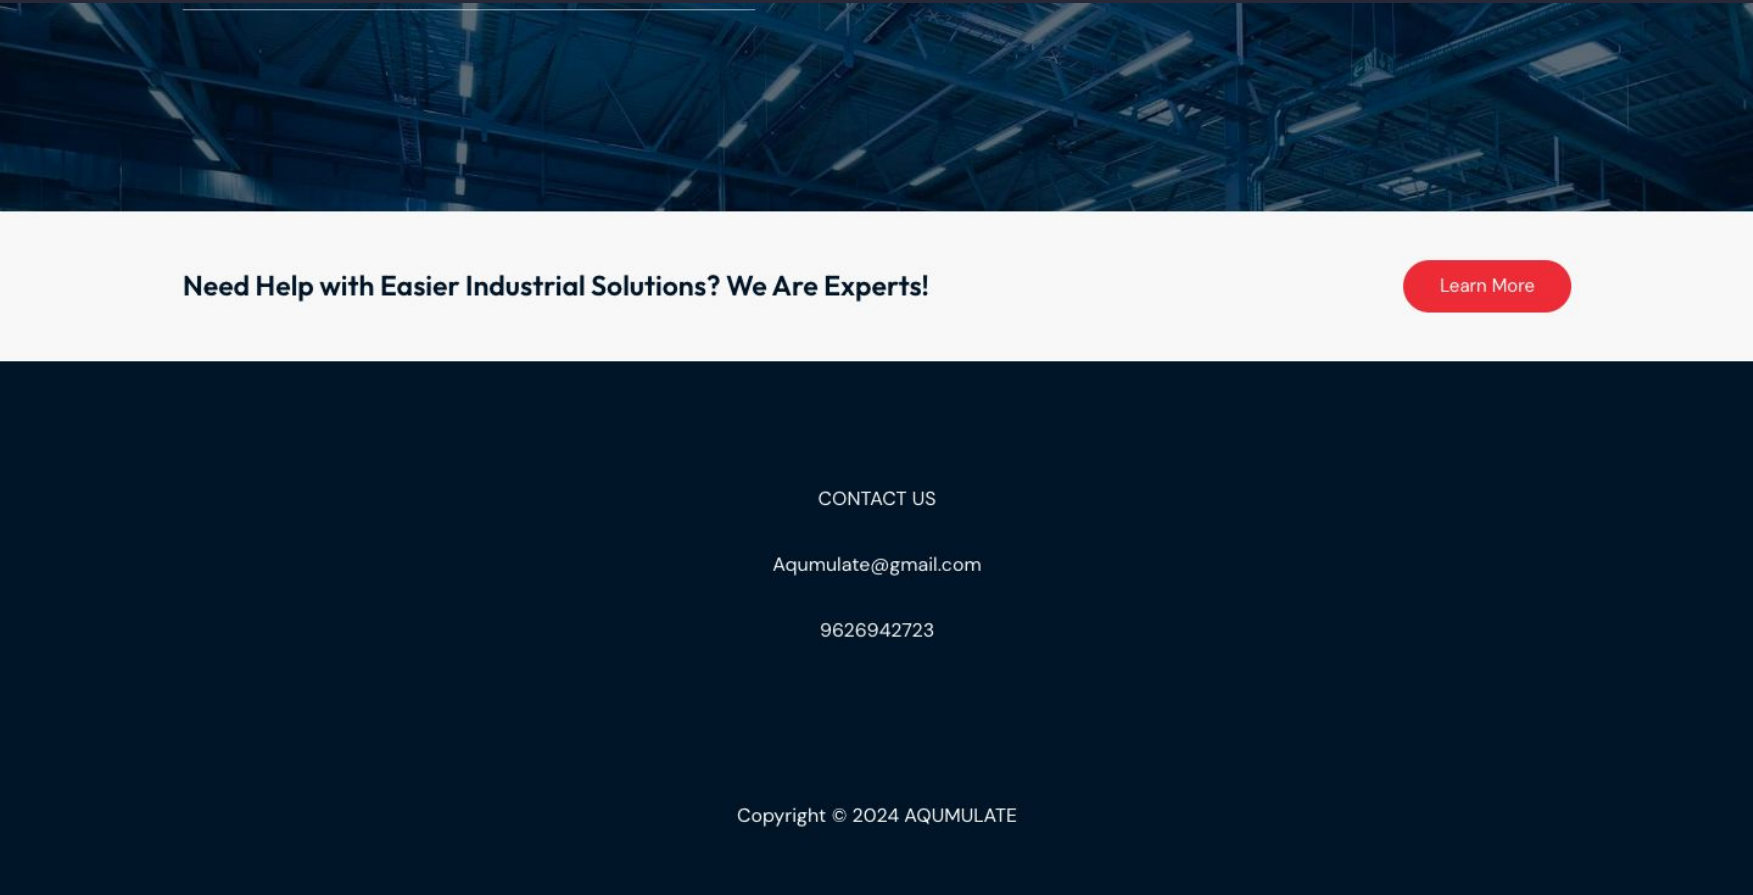 Need Help with Easier Industrial Solutions? We Are Experts!
Learn More
CONTACT US
Aqumulate@gmail.com
9626942723
Copyright © 2024 AQUMULATE